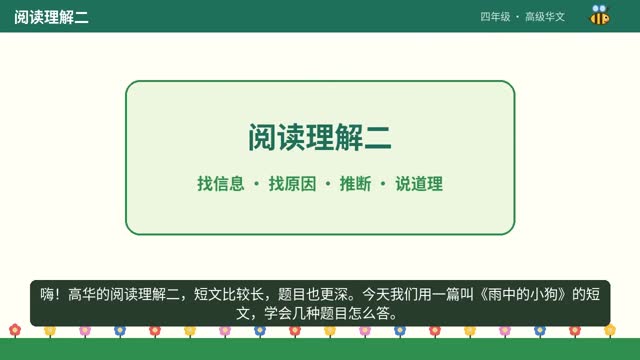 阅读理解二
四年级 · 高级华文
阅读理解二
找信息 · 找原因 · 推断 · 说道理
嗨！高华的阅读理解二，短文比较长，题目也更深。今天我们用一篇叫《雨中的小狗》的短
文，学会几种题目怎么答。